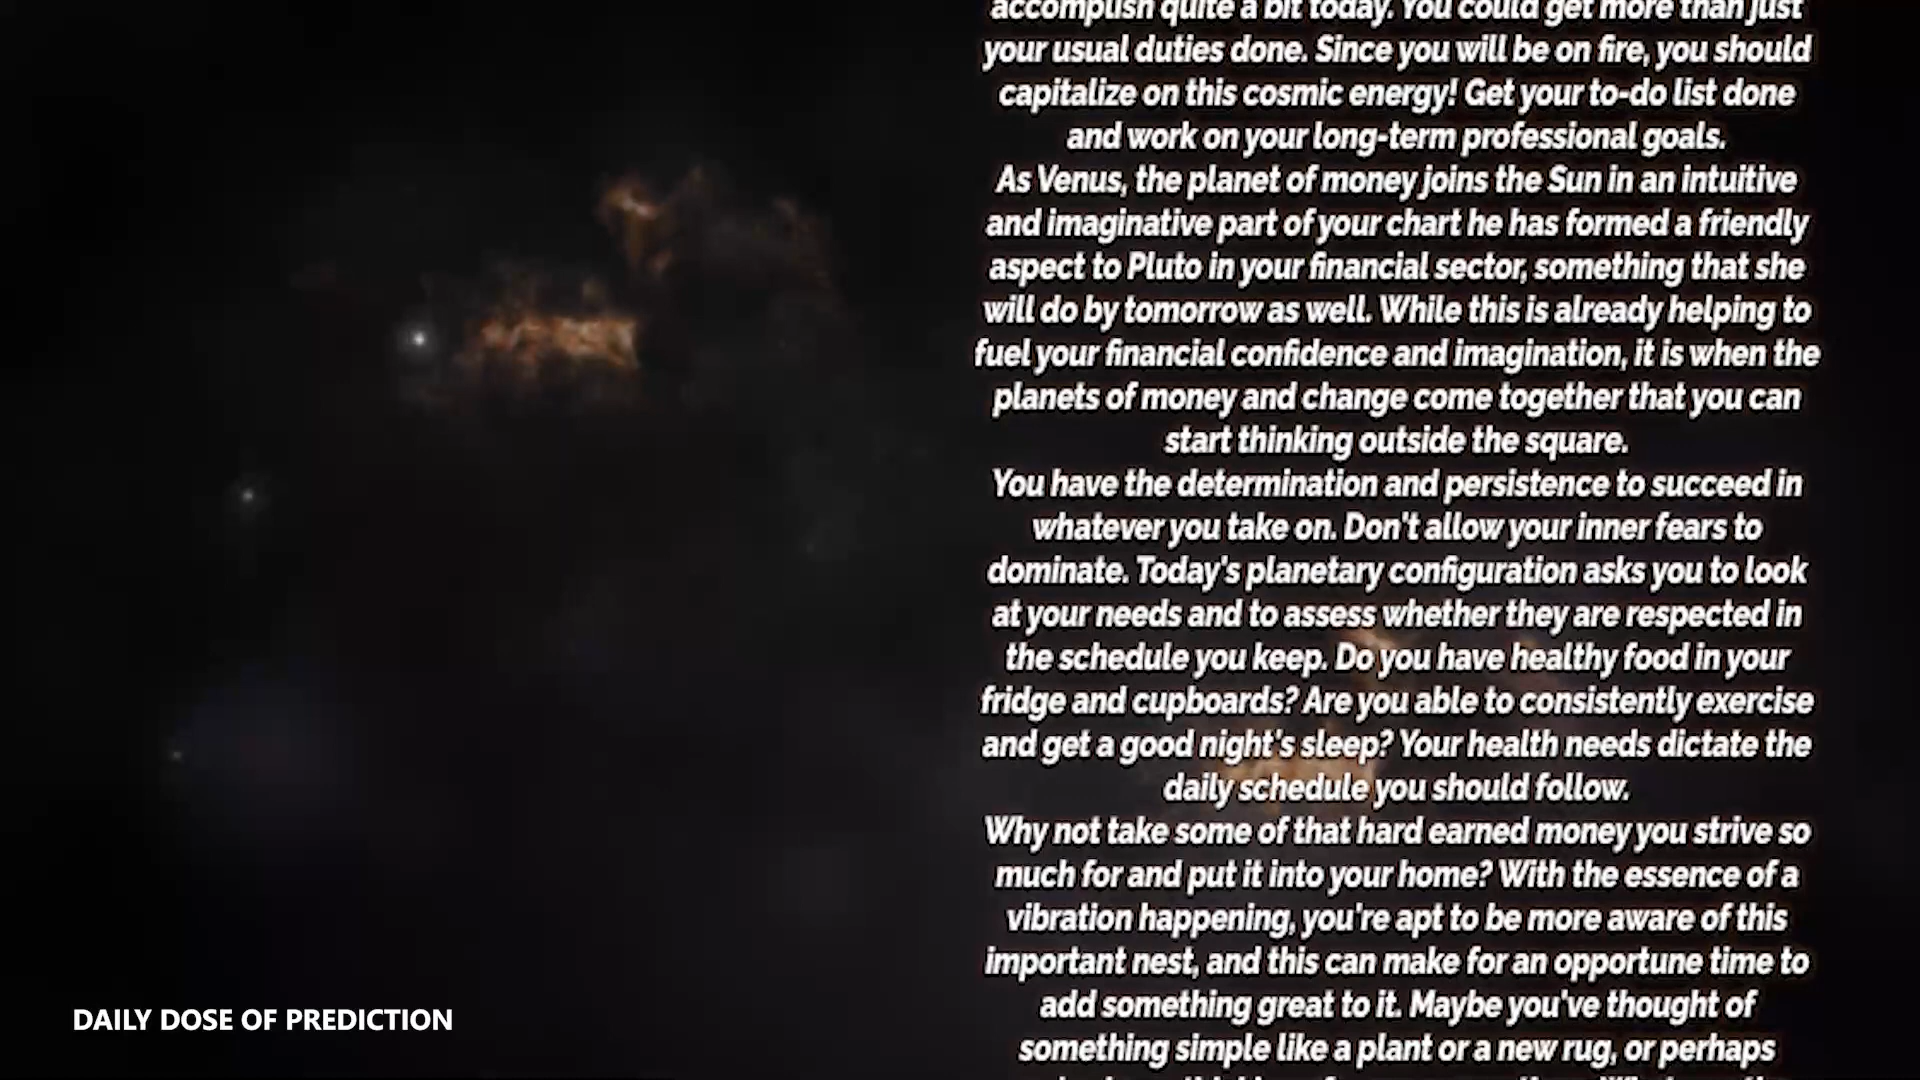 accomplish quite a bit today. You could get more than just
your usual duties done. Since you will be on fire, you should
capitalize on this cosmic energy! Get your to-do list done
and work on your long-term professional goals.
As Venus, the planet of money joins the Sun in an intuitive
and imaginative part of your chart he has formed a friendly
aspect to Pluto in your financial sector, something that she
will do by tomorrow as well. While this is already helping to
fuel your financial confidence and imagination, it is when the
planets of money and change come together that you can
start thinking outside the square.
You have the determination and persistence to succeed in
whatever you take on. Don't allow your inner fears to
dominate. Today's planetary configuration asks you to look
at your needs and to assess whether they are respected in
the schedule you keep. Do you have healthy food in your
fridge and cupboards? Are you able to consistently exercise
and get a good night's sleep? Your health needs dictate the
daily schedule you should follow.
Why not take some of that hard earned money you strive so
much for and put it into your home? With the essence of a
vibration happening, you're apt to be more aware of this
important nest, and this can make for an opportune time to
add something great to it. Maybe you've thought of
something simple like a plant or a new rug, or perhaps
DAILY DOSE OF PREDICTION